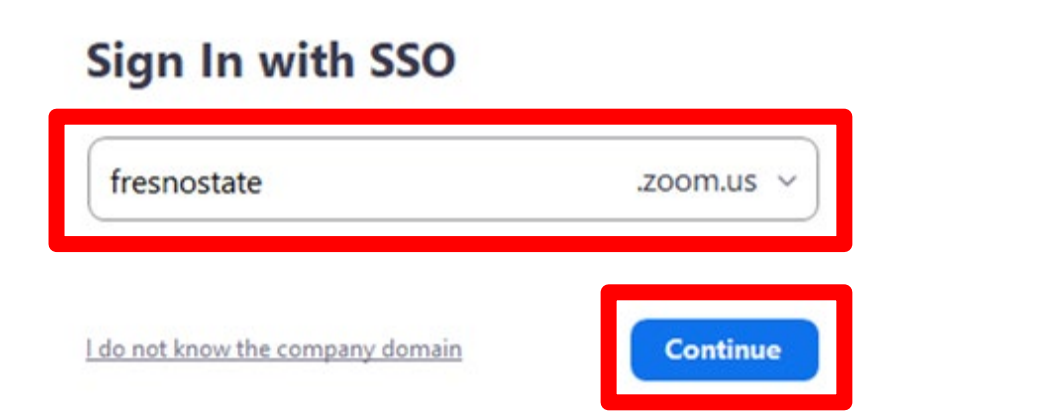 Sign In with SSO
fresnostate .zoom.us
I do not know the company domain Continue